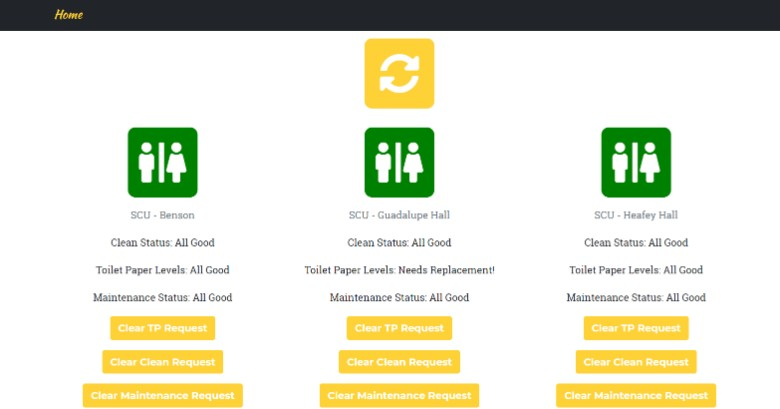 Home
SCU - Benson
Clean Status: All Good
Toilet Paper Levels: All Good
Maintenance Status: All Good
Clear TP Request
Clear Clean Request
Clear Maintenance Request
SCU - Guadalupe Hall
Clean Status: All Good
Toilet Paper Levels: Needs Replacement!
Maintenance Status: All Good
Clear TP Request
Clear Clean Request
Clear Maintenance Request
SCU - Heafey Hall
Clean Status: All Good
Toilet Paper Levels: All Good
Maintenance Status: All Good
Clear TP Request
Clear Clean Request
Clear Maintenance Request